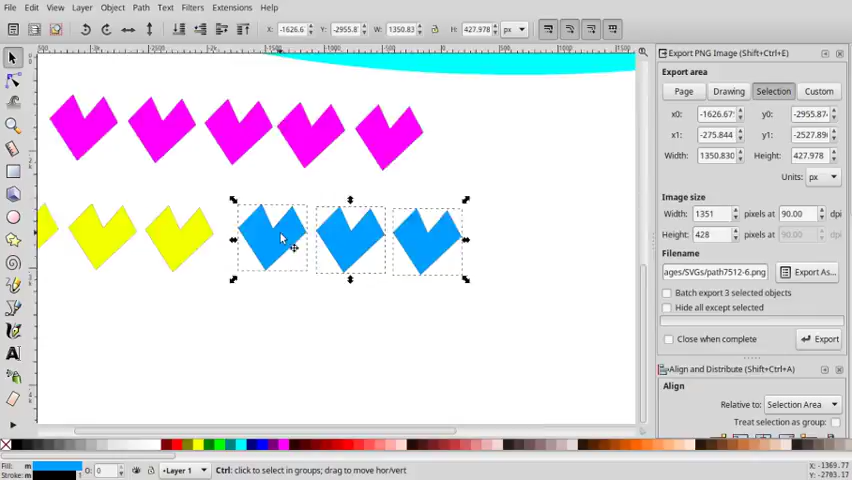 File Edit View Layer Object Path Text Filters Extensions Help
X: -1626.6 Y: -2955.8 W: 1350.83 H: 427.978 px
Export PNG Image (Shift+Ctrl+E)
Export area
Page Drawing Selection Custom
x0: -1626.67 y0: -2955.87
x1: -275.844 y1: -2527.89
Width: 1350.830 Height: 427.978
Units: px
Image size
Width: 1351 pixels at 90.00 dpi
Height: 428 pixels at 90.00 dpi
Filename
ages/SVGs/path7512-6.png Export As...
Batch export 3 selected objects
Hide all except selected
Close when complete Export
Align and Distribute (Shift+Ctrl+A)
Align
Relative to: Selection Area
Treat selection as group:
Fill: m O: 0 Layer 1 Ctrl: click to select in groups; drag to move hor/vert X: -1369.77
Stroke: m 1 Y: -2703.17